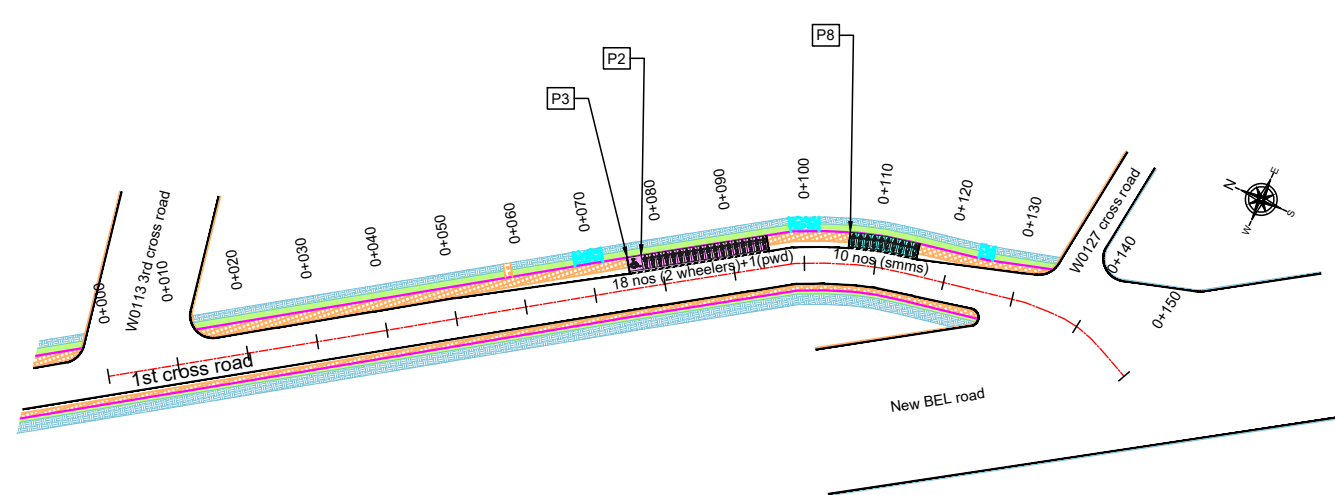 P8
P2
P3
0+000
W0113 3rd cross road
0+010
0+020
0+030
0+040
0+050
0+060
0+070
0+080
0+090
0+100
0+110
0+120
0+130
W0127 cross road
0+140
0+150
N
E
S
W
18 nos (2 wheelers)+1(pwd)
10 nos (smms)
1st cross road
New BEL road